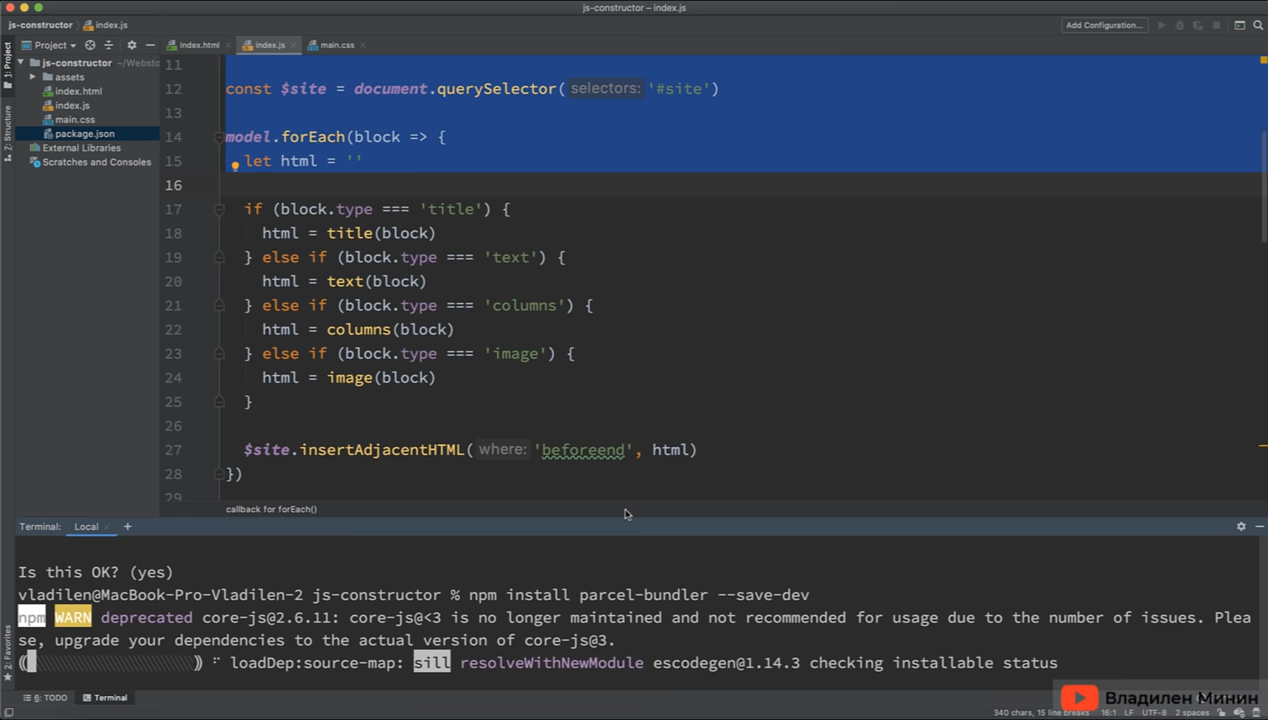 js-constructor – index.js
js-constructor index.js
Add Configuration...
1: Project
Project
index.html
index.js
main.css
js-constructor ~/Websto
assets
index.html
index.js
main.css
package.json
External Libraries
Scratches and Consoles
7: Structure
11
12 const $site = document.querySelector( selectors: '#site')
13
14 model.forEach(block => {
15 let html = ''
16
17 if (block.type === 'title') {
18 html = title(block)
19 } else if (block.type === 'text') {
20 html = text(block)
21 } else if (block.type === 'columns') {
22 html = columns(block)
23 } else if (block.type === 'image') {
24 html = image(block)
25 }
26
27 $site.insertAdjacentHTML( where: 'beforeend', html)
28 })
29
callback for forEach()
Terminal: Local +
Is this OK? (yes)
vladilen@MacBook-Pro-Vladilen-2 js-constructor % npm install parcel-bundler --save-dev
npm WARN deprecated core-js@2.6.11: core-js@<3 is no longer maintained and not recommended for usage due to the number of issues. Plea
se, upgrade your dependencies to the actual version of core-js@3.
⸨ ⸩ ⠋ loadDep:source-map: sill resolveWithNewModule escodegen@1.14.3 checking installable status
2: Favorites
6: TODO
Terminal
Владилен Минин
340 chars, 15 line breaks 16:1 LF UTF-8 2 spaces